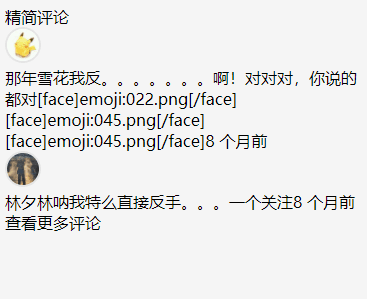 精简评论
那年雪花我反。。。。。。。啊！对对对，你说的
都对[face]emoji:022.png[/face]
[face]emoji:045.png[/face]
[face]emoji:045.png[/face]8 个月前
林夕林呐我特么直接反手。。。一个关注8 个月前
查看更多评论